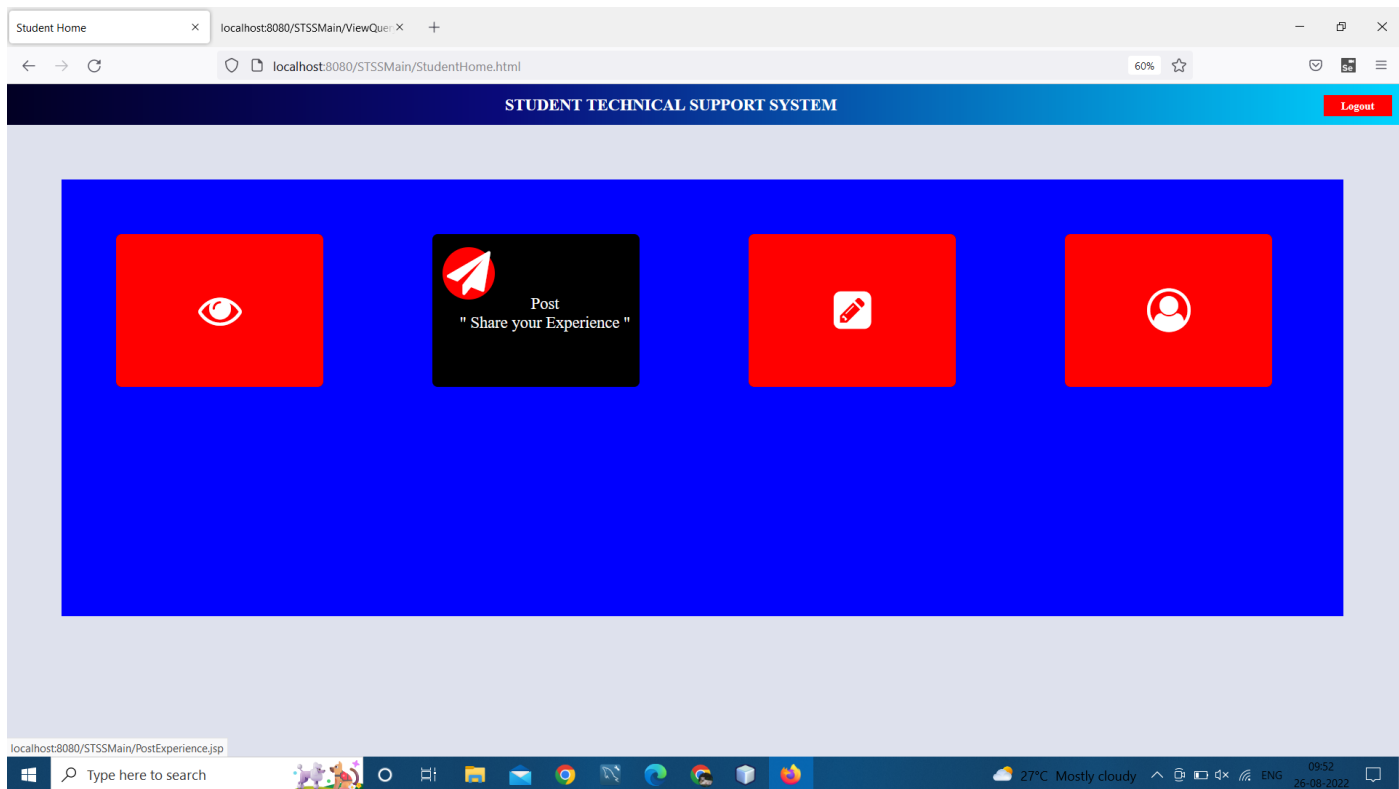 Student Home
localhost:8080/STSSMain/ViewQuer
localhost:8080/STSSMain/StudentHome.html
60%
Se
STUDENT TECHNICAL SUPPORT SYSTEM
Logout
Post
" Share your Experience "
localhost:8080/STSSMain/PostExperience.jsp
Type here to search
27°C Mostly cloudy
ENG
09:52
26-08-2022